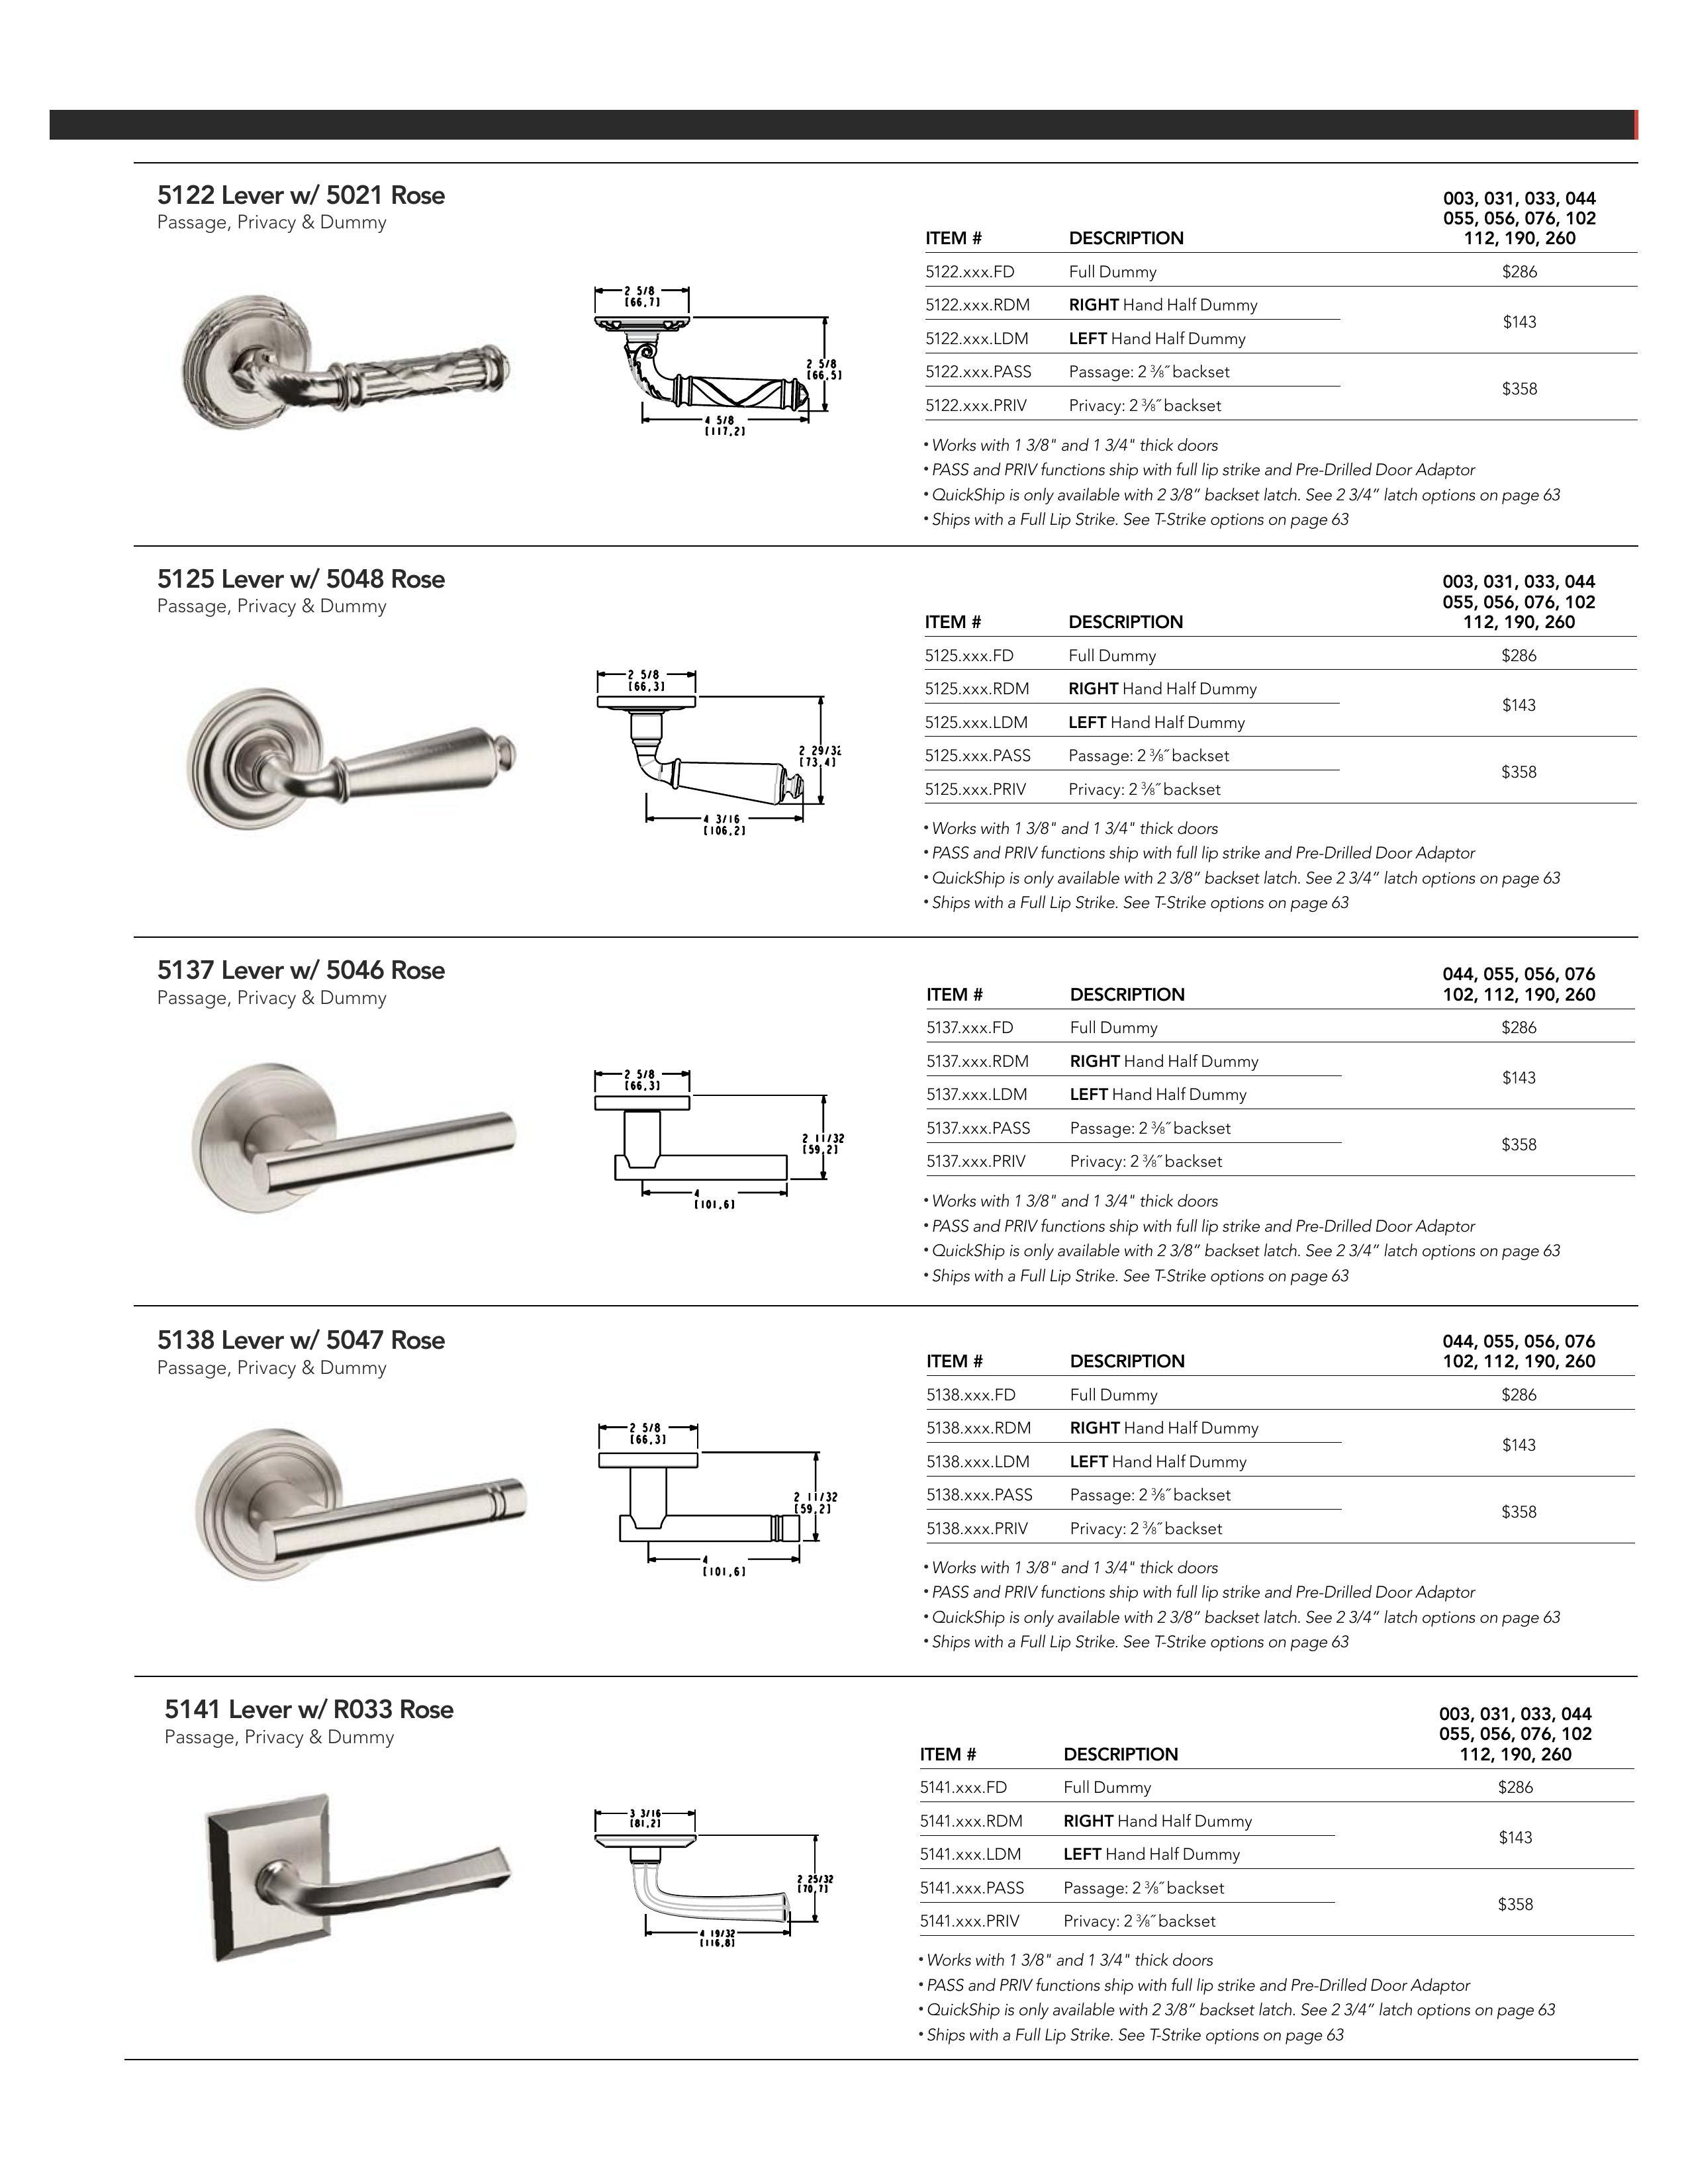 5122 Lever w/ 5021 Rose
Passage, Privacy & Dummy
2 5/8
[66,7]
2 5/8
[66,5]
4 5/8
[117,2]
003, 031, 033, 044
055, 056, 076, 102
ITEM # DESCRIPTION 112, 190, 260
5122.xxx.FD Full Dummy $286
5122.xxx.RDM RIGHT Hand Half Dummy
$143
5122.xxx.LDM LEFT Hand Half Dummy
5122.xxx.PASS Passage: 2 ⅜˝ backset
$358
5122.xxx.PRIV Privacy: 2 ⅜˝ backset
• Works with 1 3/8" and 1 3/4" thick doors
• PASS and PRIV functions ship with full lip strike and Pre-Drilled Door Adaptor
• QuickShip is only available with 2 3/8” backset latch. See 2 3/4” latch options on page 63
• Ships with a Full Lip Strike. See T-Strike options on page 63
5125 Lever w/ 5048 Rose
Passage, Privacy & Dummy
2 5/8
[66,3]
2 29/32
[73,4]
4 3/16
[106,2]
003, 031, 033, 044
055, 056, 076, 102
ITEM # DESCRIPTION 112, 190, 260
5125.xxx.FD Full Dummy $286
5125.xxx.RDM RIGHT Hand Half Dummy
$143
5125.xxx.LDM LEFT Hand Half Dummy
5125.xxx.PASS Passage: 2 ⅜˝ backset
$358
5125.xxx.PRIV Privacy: 2 ⅜˝ backset
• Works with 1 3/8" and 1 3/4" thick doors
• PASS and PRIV functions ship with full lip strike and Pre-Drilled Door Adaptor
• QuickShip is only available with 2 3/8” backset latch. See 2 3/4” latch options on page 63
• Ships with a Full Lip Strike. See T-Strike options on page 63
5137 Lever w/ 5046 Rose
Passage, Privacy & Dummy
2 5/8
[66,3]
2 11/32
[59,2]
4
[101,6]
044, 055, 056, 076
ITEM # DESCRIPTION 102, 112, 190, 260
5137.xxx.FD Full Dummy $286
5137.xxx.RDM RIGHT Hand Half Dummy
$143
5137.xxx.LDM LEFT Hand Half Dummy
5137.xxx.PASS Passage: 2 ⅜˝ backset
$358
5137.xxx.PRIV Privacy: 2 ⅜˝ backset
• Works with 1 3/8" and 1 3/4" thick doors
• PASS and PRIV functions ship with full lip strike and Pre-Drilled Door Adaptor
• QuickShip is only available with 2 3/8” backset latch. See 2 3/4” latch options on page 63
• Ships with a Full Lip Strike. See T-Strike options on page 63
5138 Lever w/ 5047 Rose
Passage, Privacy & Dummy
2 5/8
[66,3]
2 11/32
[59,2]
4
[101,6]
044, 055, 056, 076
ITEM # DESCRIPTION 102, 112, 190, 260
5138.xxx.FD Full Dummy $286
5138.xxx.RDM RIGHT Hand Half Dummy
$143
5138.xxx.LDM LEFT Hand Half Dummy
5138.xxx.PASS Passage: 2 ⅜˝ backset
$358
5138.xxx.PRIV Privacy: 2 ⅜˝ backset
• Works with 1 3/8" and 1 3/4" thick doors
• PASS and PRIV functions ship with full lip strike and Pre-Drilled Door Adaptor
• QuickShip is only available with 2 3/8” backset latch. See 2 3/4” latch options on page 63
• Ships with a Full Lip Strike. See T-Strike options on page 63
5141 Lever w/ R033 Rose
Passage, Privacy & Dummy
3 3/16
[81,2]
2 25/32
[70,7]
4 19/32
[116,8]
003, 031, 033, 044
055, 056, 076, 102
ITEM # DESCRIPTION 112, 190, 260
5141.xxx.FD Full Dummy $286
5141.xxx.RDM RIGHT Hand Half Dummy
$143
5141.xxx.LDM LEFT Hand Half Dummy
5141.xxx.PASS Passage: 2 ⅜˝ backset
$358
5141.xxx.PRIV Privacy: 2 ⅜˝ backset
• Works with 1 3/8" and 1 3/4" thick doors
• PASS and PRIV functions ship with full lip strike and Pre-Drilled Door Adaptor
• QuickShip is only available with 2 3/8” backset latch. See 2 3/4” latch options on page 63
• Ships with a Full Lip Strike. See T-Strike options on page 63